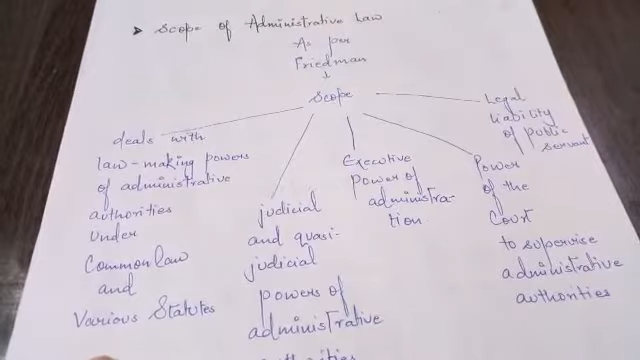 ➤ Scope of Administrative Law
As per
Friedman
↓
Scope
deals with
law-making powers
of administrative
authorities
under
Common law
and
Various Statutes
judicial
and quasi-
judicial
powers of
administrative
authorities
Executive
power of
administra-
tion.
Power
of the
Court
to supervise
administrative
authorities
Legal
liability
of public
servant